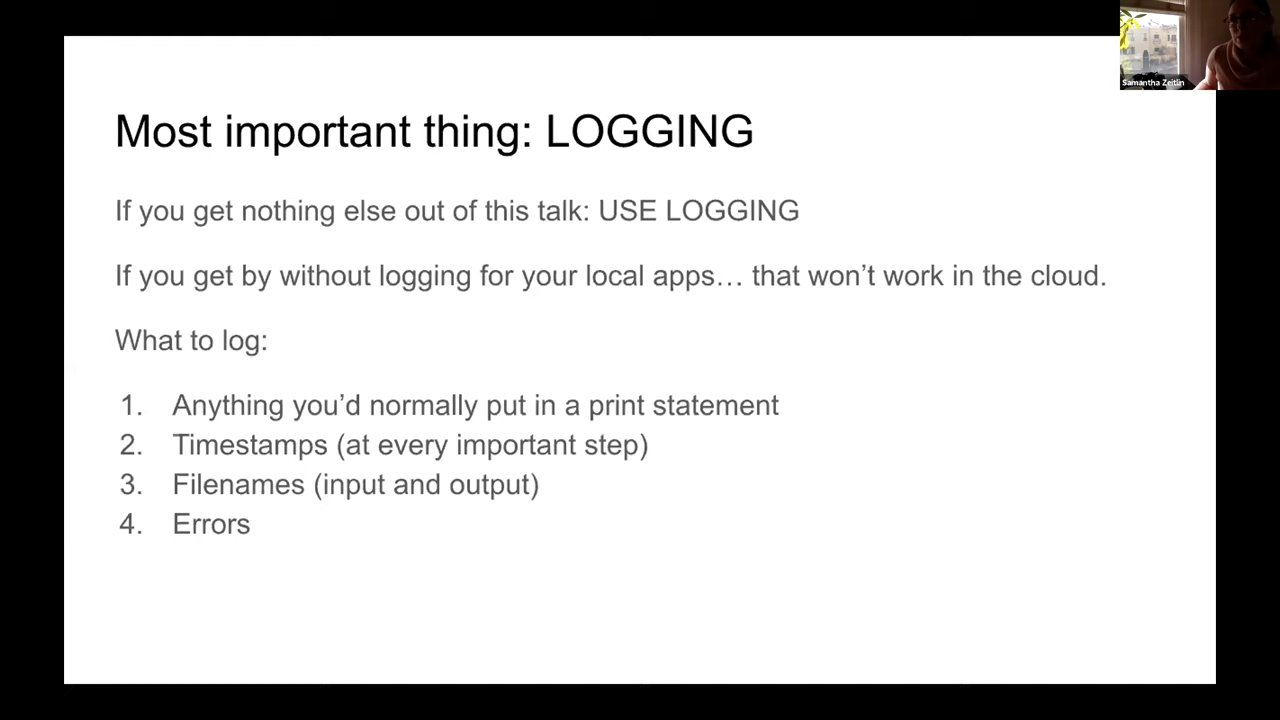 Samantha Zeitlin
Most important thing: LOGGING
If you get nothing else out of this talk: USE LOGGING
If you get by without logging for your local apps… that won’t work in the cloud.
What to log:
1. Anything you’d normally put in a print statement
2. Timestamps (at every important step)
3. Filenames (input and output)
4. Errors